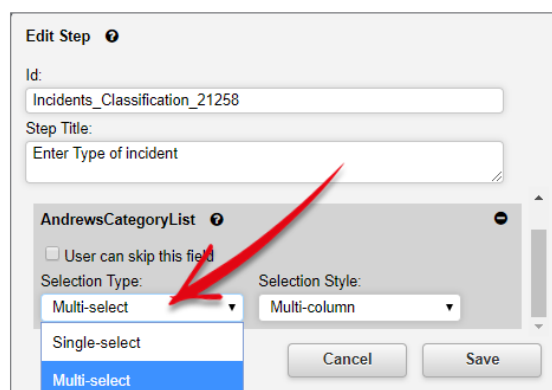 Edit Step
Id:
Incidents_Classification_21258
Step Title:
Enter Type of incident
AndrewsCategoryList
User can skip this field
Selection Type: Selection Style:
Multi-select Multi-column
Single-select
Multi-select
Cancel Save